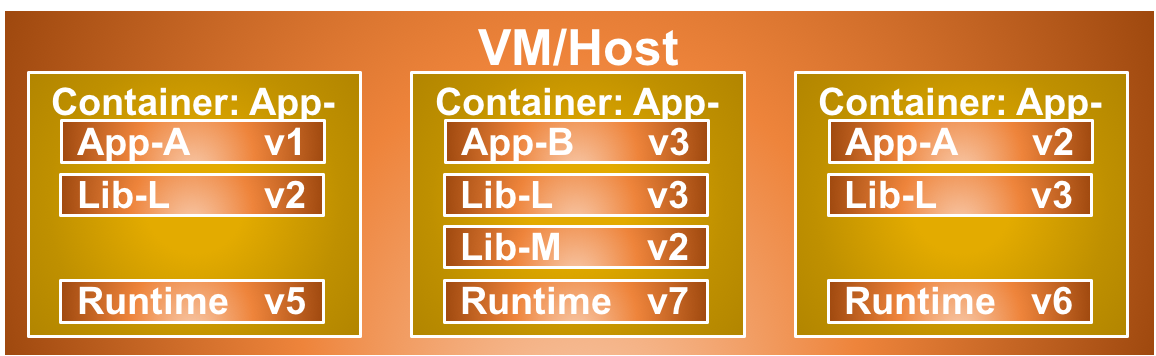 VM/Host
Container: App-
App-A v1
Lib-L v2
Runtime v5
Container: App-
App-B v3
Lib-L v3
Lib-M v2
Runtime v7
Container: App-
App-A v2
Lib-L v3
Runtime v6